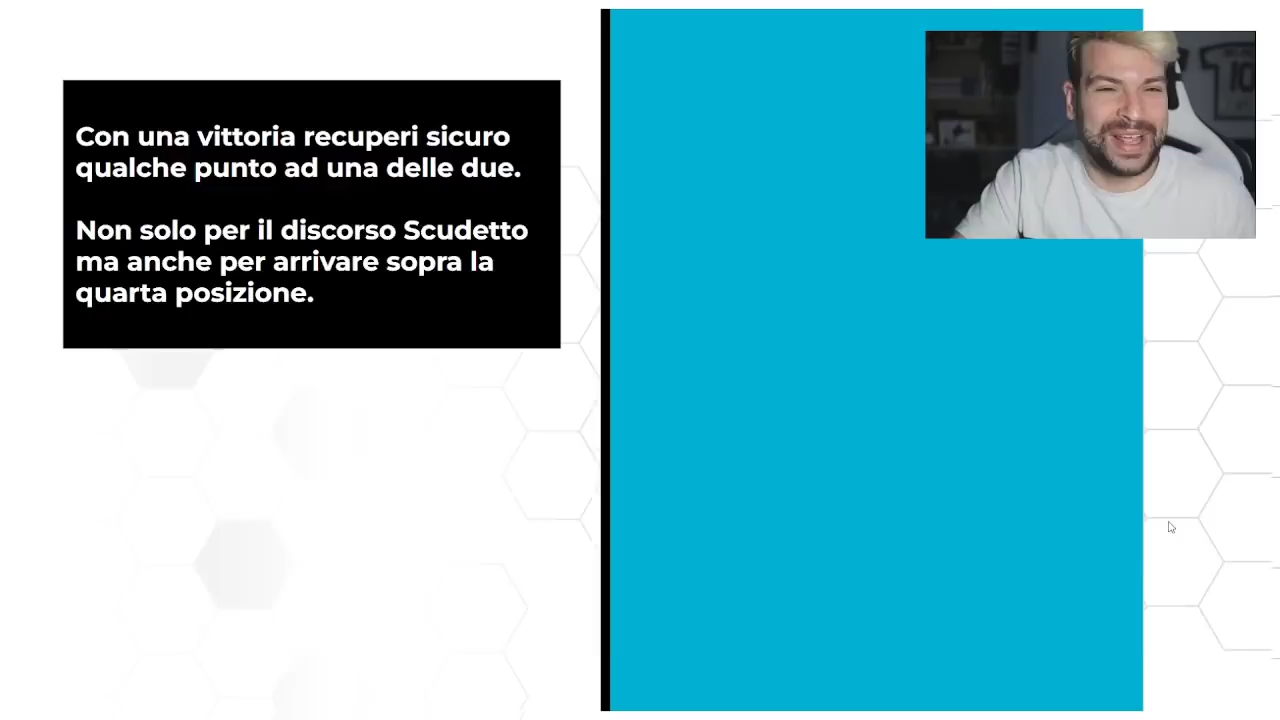 Con una vittoria recuperi sicuro
qualche punto ad una delle due.
Non solo per il discorso Scudetto
ma anche per arrivare sopra la
quarta posizione.
10